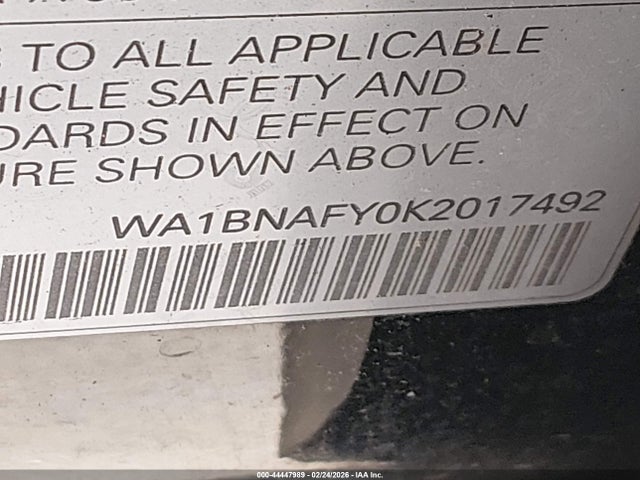 TO ALL APPLICABLE
HICLE SAFETY AND
DARDS IN EFFECT ON
URE SHOWN ABOVE.
WA1BNAFY0K2017492
000-44447989 - 02/24/2026 - IAA Inc.